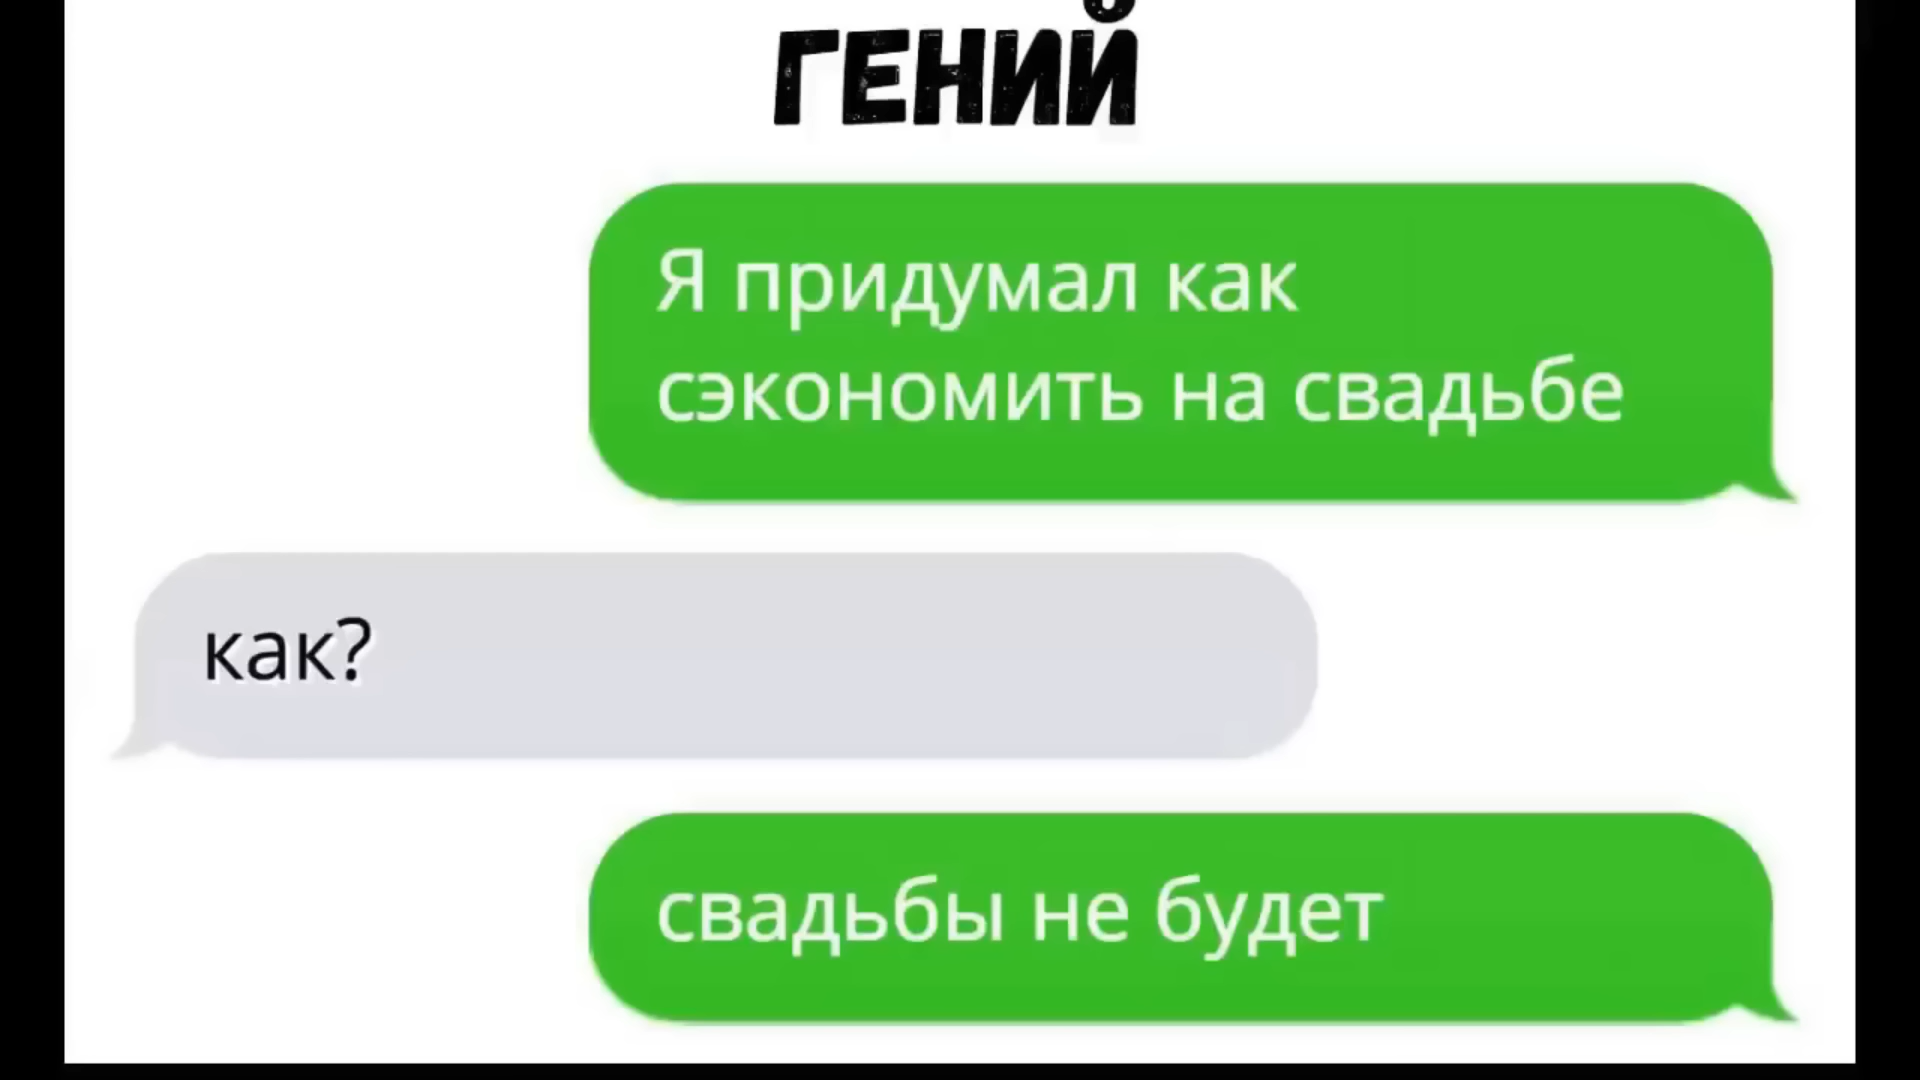 ГЕНИЙ
Я придумал как
сэкономить на свадьбе
как?
свадьбы не будет